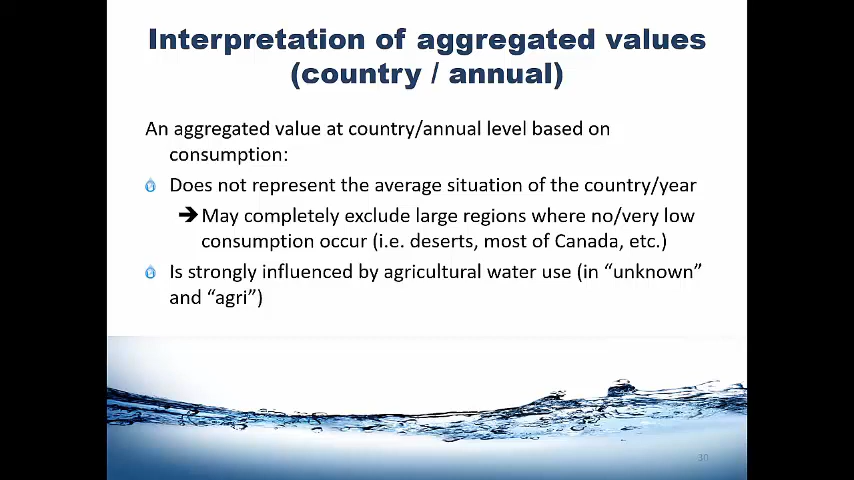 Interpretation of aggregated values
(country / annual)
An aggregated value at country/annual level based on
consumption:
Does not represent the average situation of the country/year
➔May completely exclude large regions where no/very low
consumption occur (i.e. deserts, most of Canada, etc.)
Is strongly influenced by agricultural water use (in “unknown”
and “agri”)
30